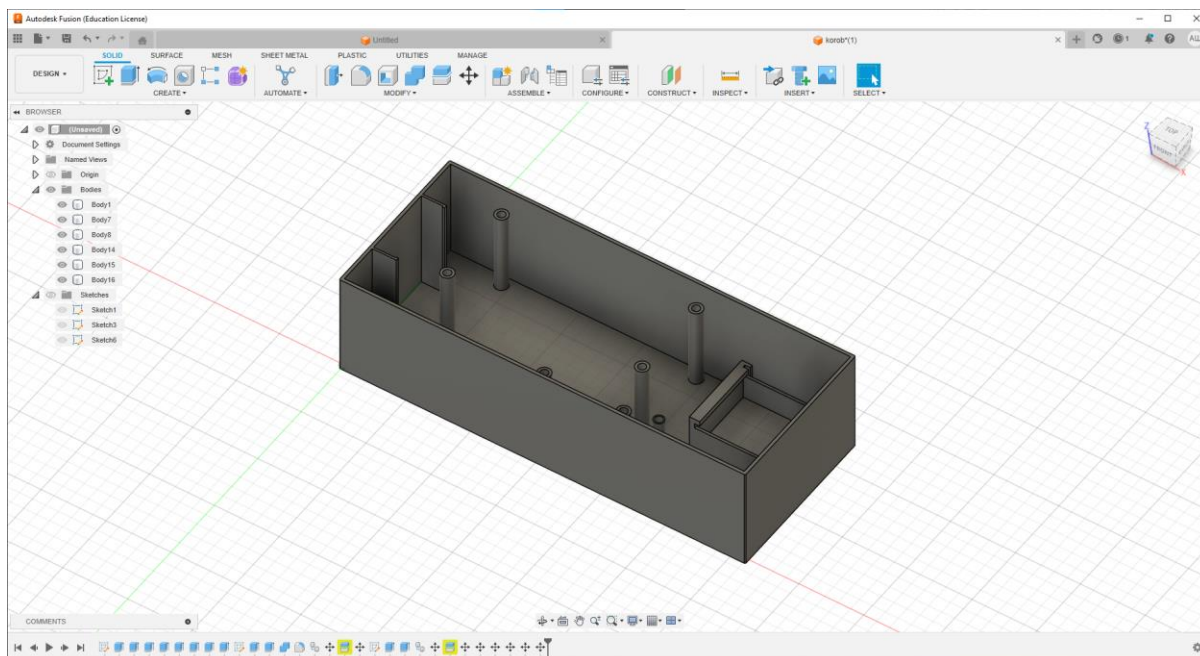 Autodesk Fusion (Education License)
Untitled
korob*(1)
1
SOLID SURFACE MESH SHEET METAL PLASTIC UTILITIES MANAGE
DESIGN
CREATE AUTOMATE MODIFY ASSEMBLE CONFIGURE CONSTRUCT INSPECT INSERT SELECT
BROWSER
(Unsaved)
Document Settings
Named Views
Origin
Bodies
Body1
Body7
Body8
Body14
Body15
Body16
Sketches
Sketch1
Sketch3
Sketch6
Z
TOP
FRONT
X
COMMENTS